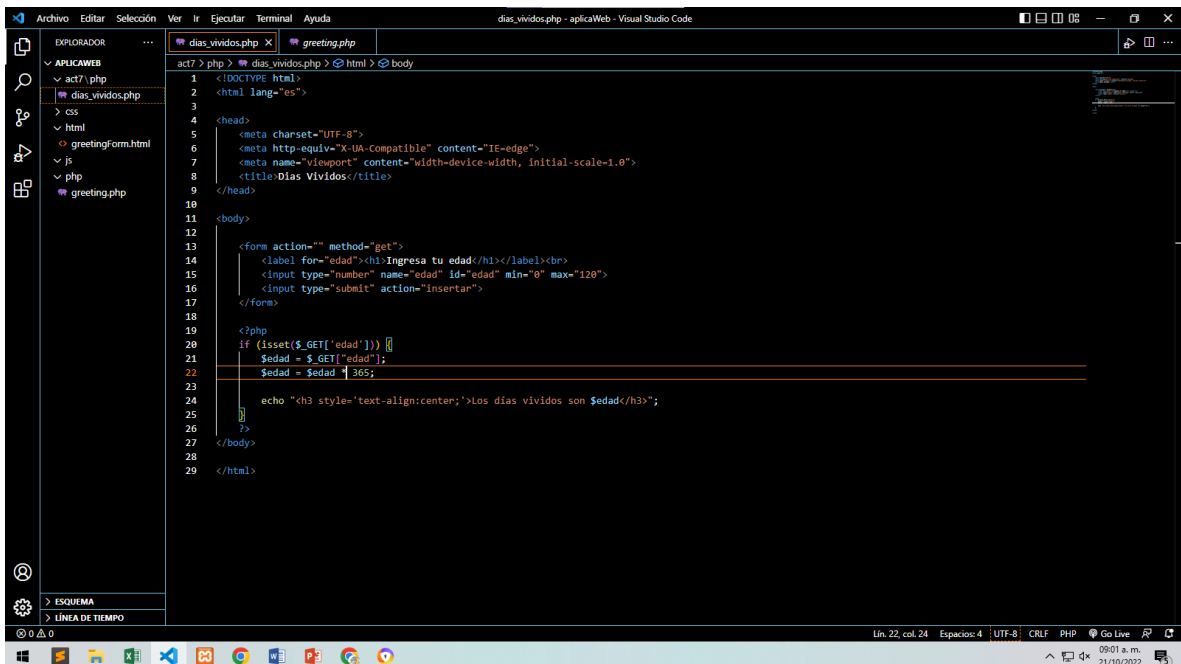 Archivo Editar Selección Ver Ir Ejecutar Terminal Ayuda
dias_vividos.php - aplicaWeb - Visual Studio Code
EXPLORADOR
APLICAWEB
act7 \ php
dias_vividos.php
css
html
greetingForm.html
js
php
greeting.php
ESQUEMA
LÍNEA DE TIEMPO
dias_vividos.php greeting.php
act7 > php > dias_vividos.php > html > body
1 <!DOCTYPE html>
2 <html lang="es">
3
4 <head>
5 <meta charset="UTF-8">
6 <meta http-equiv="X-UA-Compatible" content="IE=edge">
7 <meta name="viewport" content="width=device-width, initial-scale=1.0">
8 <title>Dias Vividos</title>
9 </head>
10
11 <body>
12
13 <form action="" method="get">
14 <label for="edad"><h1>Ingresa tu edad</h1></label><br>
15 <input type="number" name="edad" id="edad" min="0" max="120">
16 <input type="submit" action="insertar">
17 </form>
18
19 <?php
20 if (isset($_GET['edad'])) {
21 $edad = $_GET["edad"];
22 $edad = $edad * 365;
23
24 echo "<h3 style='text-align:center;'>Los días vividos son $edad</h3>";
25 }
26 ?>
27 </body>
28
29 </html>
0 0
Lín. 22, col. 24 Espacios: 4 UTF-8 CRLF PHP Go Live
09:01 a. m.
21/10/2022